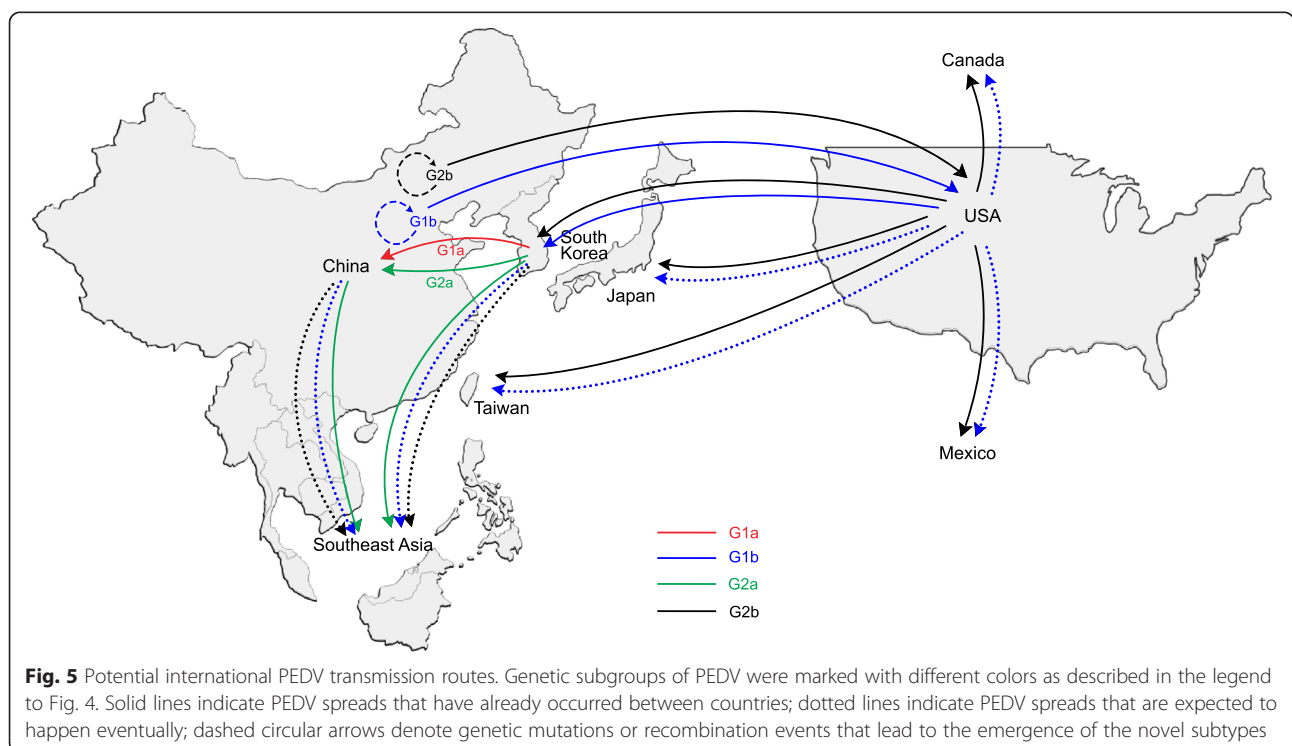 Canada
G2b
G1b
USA
South
Korea
G1a
China
G2a
Japan
Taiwan
Mexico
Southeast Asia
G1a
G1b
G2a
G2b
Fig. 5 Potential international PEDV transmission routes. Genetic subgroups of PEDV were marked with different colors as described in the legend
to Fig. 4. Solid lines indicate PEDV spreads that have already occurred between countries; dotted lines indicate PEDV spreads that are expected to
happen eventually; dashed circular arrows denote genetic mutations or recombination events that lead to the emergence of the novel subtypes